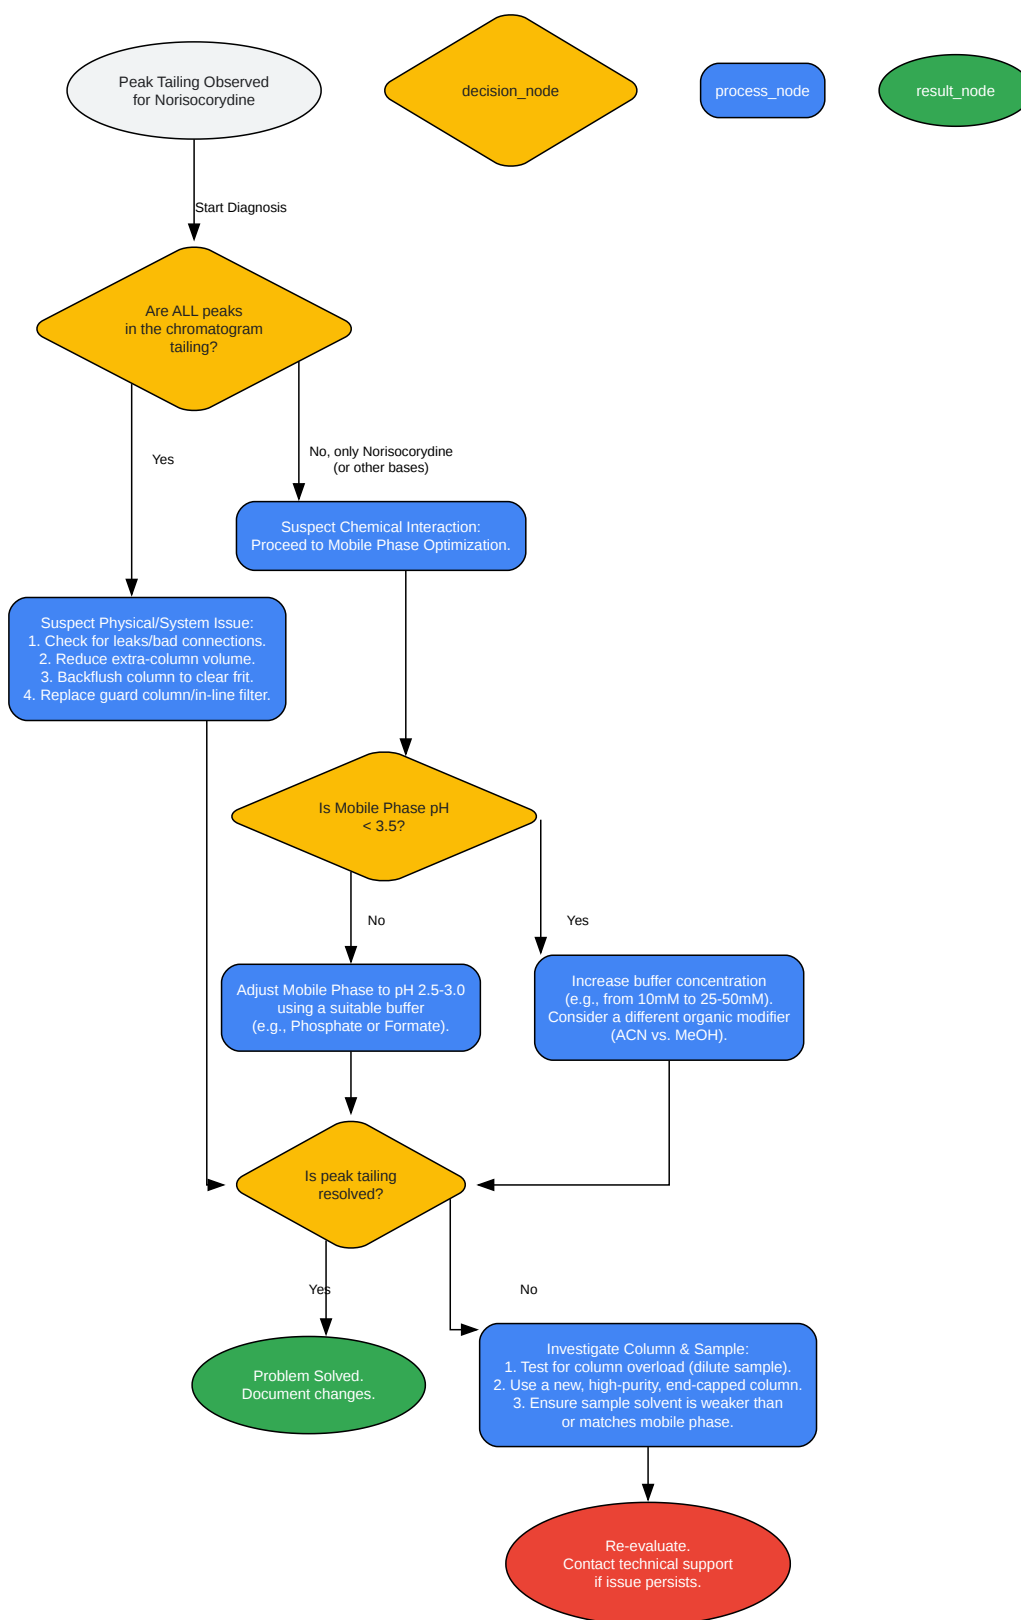 Peak Tailing Observed
for Norisocorydine
decision_node
process_node
result_node
Start Diagnosis
Are ALL peaks
in the chromatogram
tailing?
Yes
No, only Norisocorydine
(or other bases)
Suspect Chemical Interaction:
Proceed to Mobile Phase Optimization.
Suspect Physical/System Issue:
1. Check for leaks/bad connections.
2. Reduce extra-column volume.
3. Backflush column to clear frit.
4. Replace guard column/in-line filter.
Is Mobile Phase pH
< 3.5?
No
Yes
Adjust Mobile Phase to pH 2.5-3.0
using a suitable buffer
(e.g., Phosphate or Formate).
Increase buffer concentration
(e.g., from 10mM to 25-50mM).
Consider a different organic modifier
(ACN vs. MeOH).
Is peak tailing
resolved?
Yes
No
Problem Solved.
Document changes.
Investigate Column & Sample:
1. Test for column overload (dilute sample).
2. Use a new, high-purity, end-capped column.
3. Ensure sample solvent is weaker than
or matches mobile phase.
Re-evaluate.
Contact technical support
if issue persists.